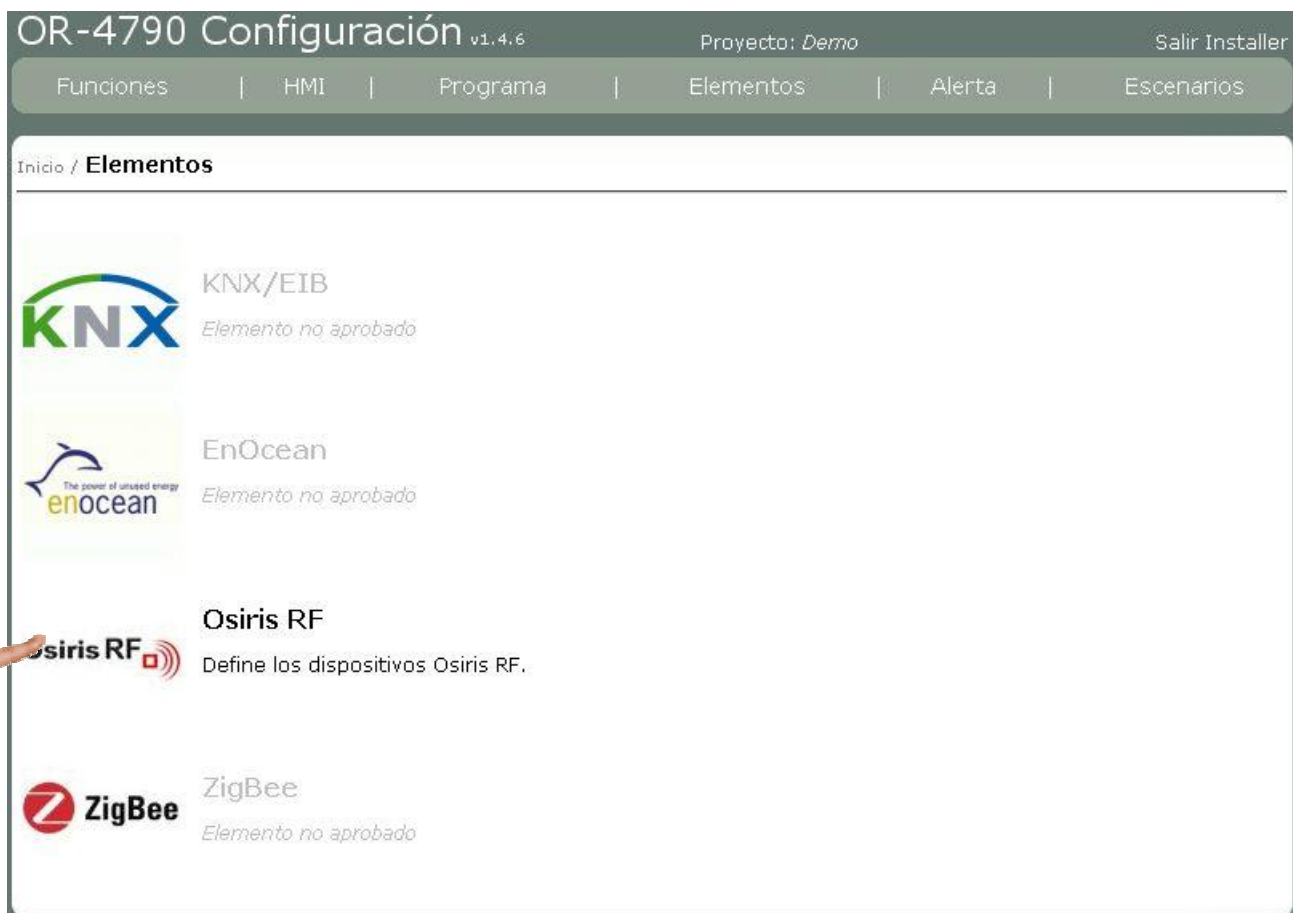 OR-4790 Configuración v1.4.6 Proyecto: Demo Salir Installer
Funciones | HMI | Programa | Elementos | Alerta | Escenarios
Inicio / Elementos
KNX
KNX/EIB
Elemento no aprobado
The power of unused energy
enocean
EnOcean
Elemento no aprobado
siris RF
Osiris RF
Define los dispositivos Osiris RF.
ZigBee
ZigBee
Elemento no aprobado